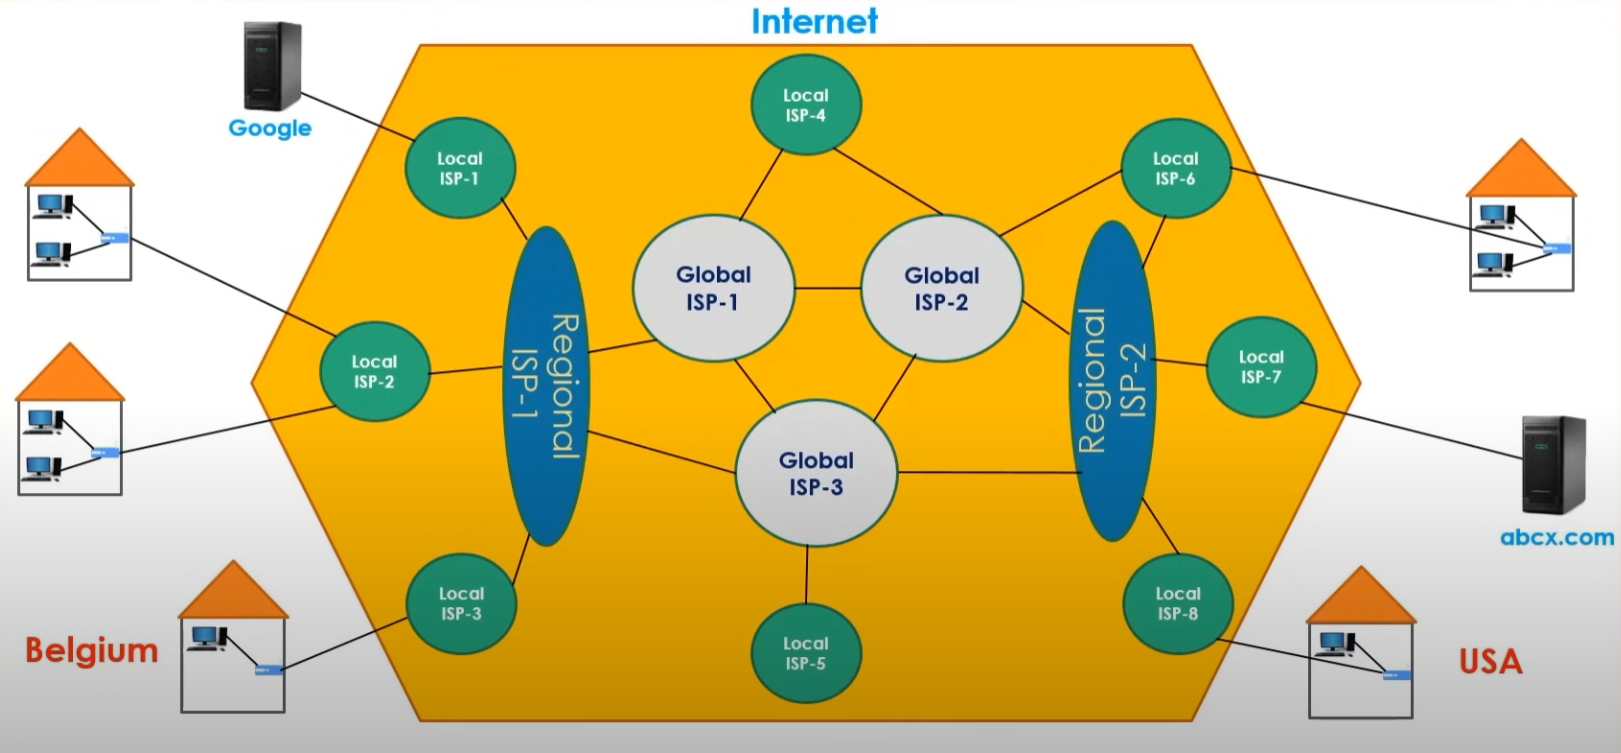 Internet
Google
Local
ISP-1
Local
ISP-4
Local
ISP-6
Global
ISP-1
Global
ISP-2
Local
ISP-2
Regional
ISP-1
Regional
ISP-2
Local
ISP-7
Global
ISP-3
abcx.com
Local
ISP-3
Local
ISP-5
Local
ISP-8
Belgium
USA